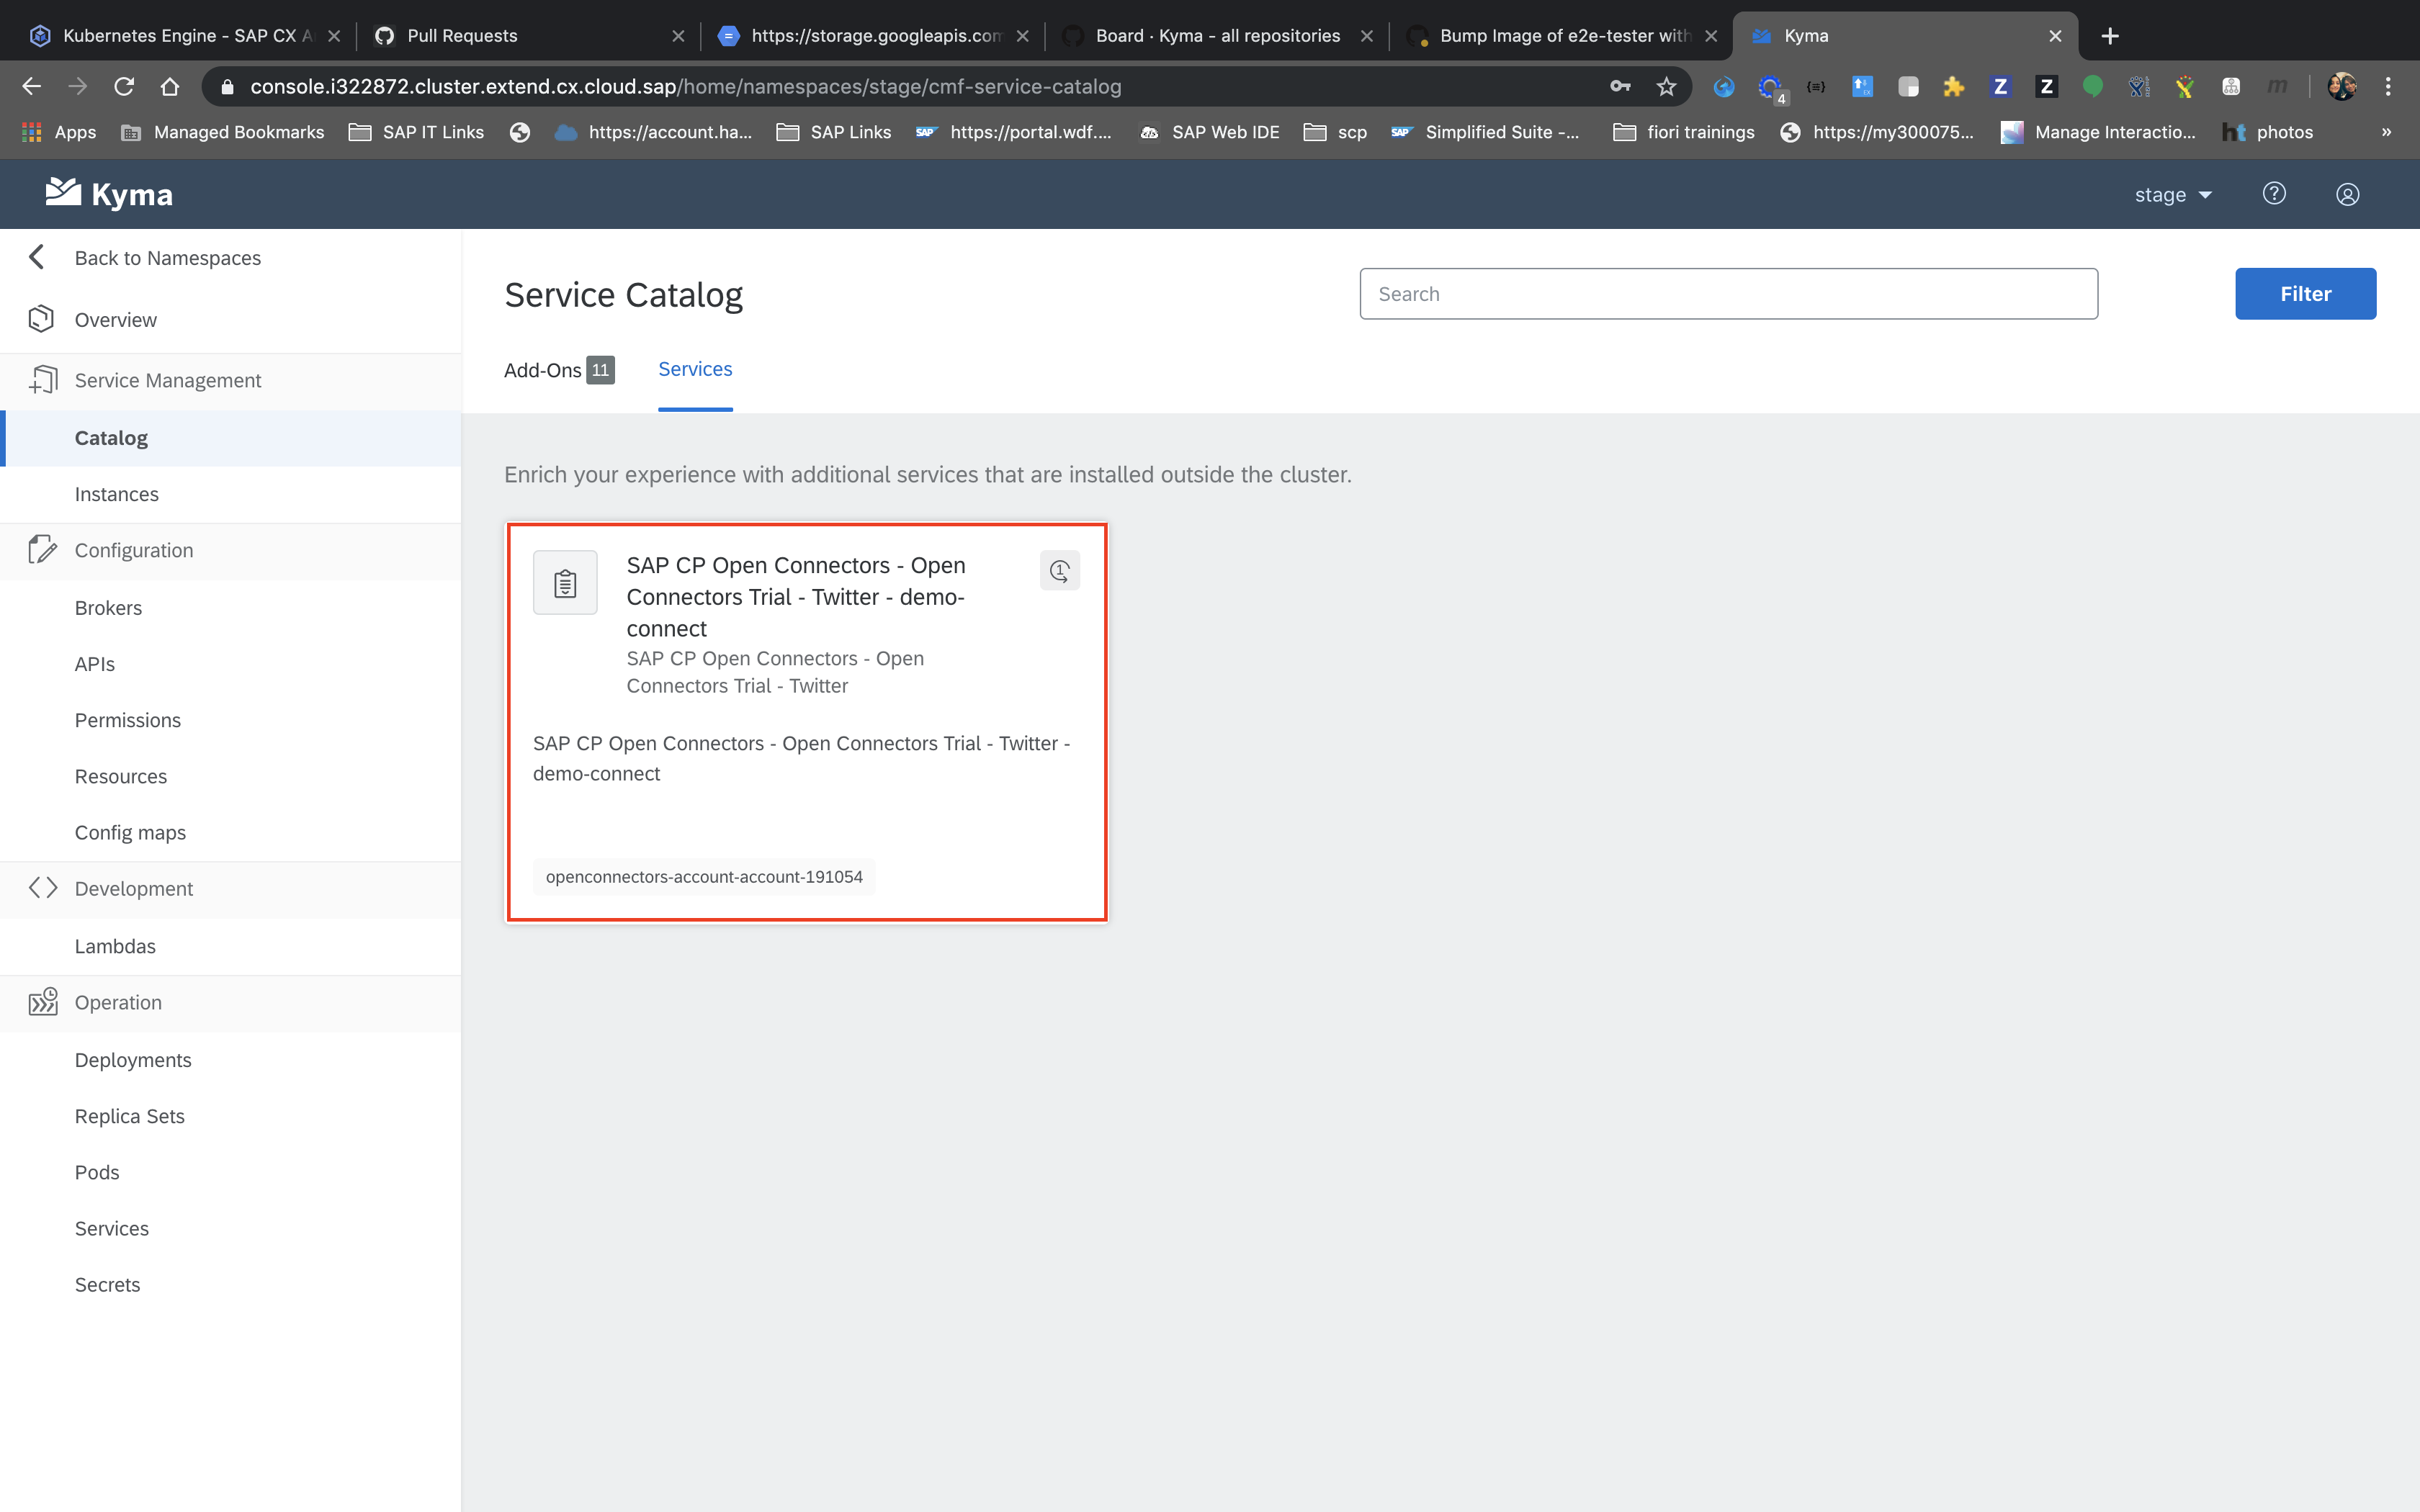 Kubernetes Engine - SAP CX A
Pull Requests
https://storage.googleapis.com
Board · Kyma - all repositories
Bump Image of e2e-tester with
Kyma
console.i322872.cluster.extend.cx.cloud.sap/home/namespaces/stage/cmf-service-catalog
4
Apps
Managed Bookmarks
SAP IT Links
https://account.ha...
SAP Links
SAP
https://portal.wdf....
SAP Web IDE
scp
SAP
Simplified Suite -...
fiori trainings
https://my300075...
Manage Interactio...
ht
photos
»
Kyma
stage
Back to Namespaces
Overview
Service Management
Catalog
Instances
Configuration
Brokers
APIs
Permissions
Resources
Config maps
Development
Lambdas
Operation
Deployments
Replica Sets
Pods
Services
Secrets
Service Catalog
Search
Filter
Add-Ons 11
Services
Enrich your experience with additional services that are installed outside the cluster.
SAP CP Open Connectors - Open
Connectors Trial - Twitter - demo-
connect
1
SAP CP Open Connectors - Open
Connectors Trial - Twitter
SAP CP Open Connectors - Open Connectors Trial - Twitter -
demo-connect
openconnectors-account-account-191054